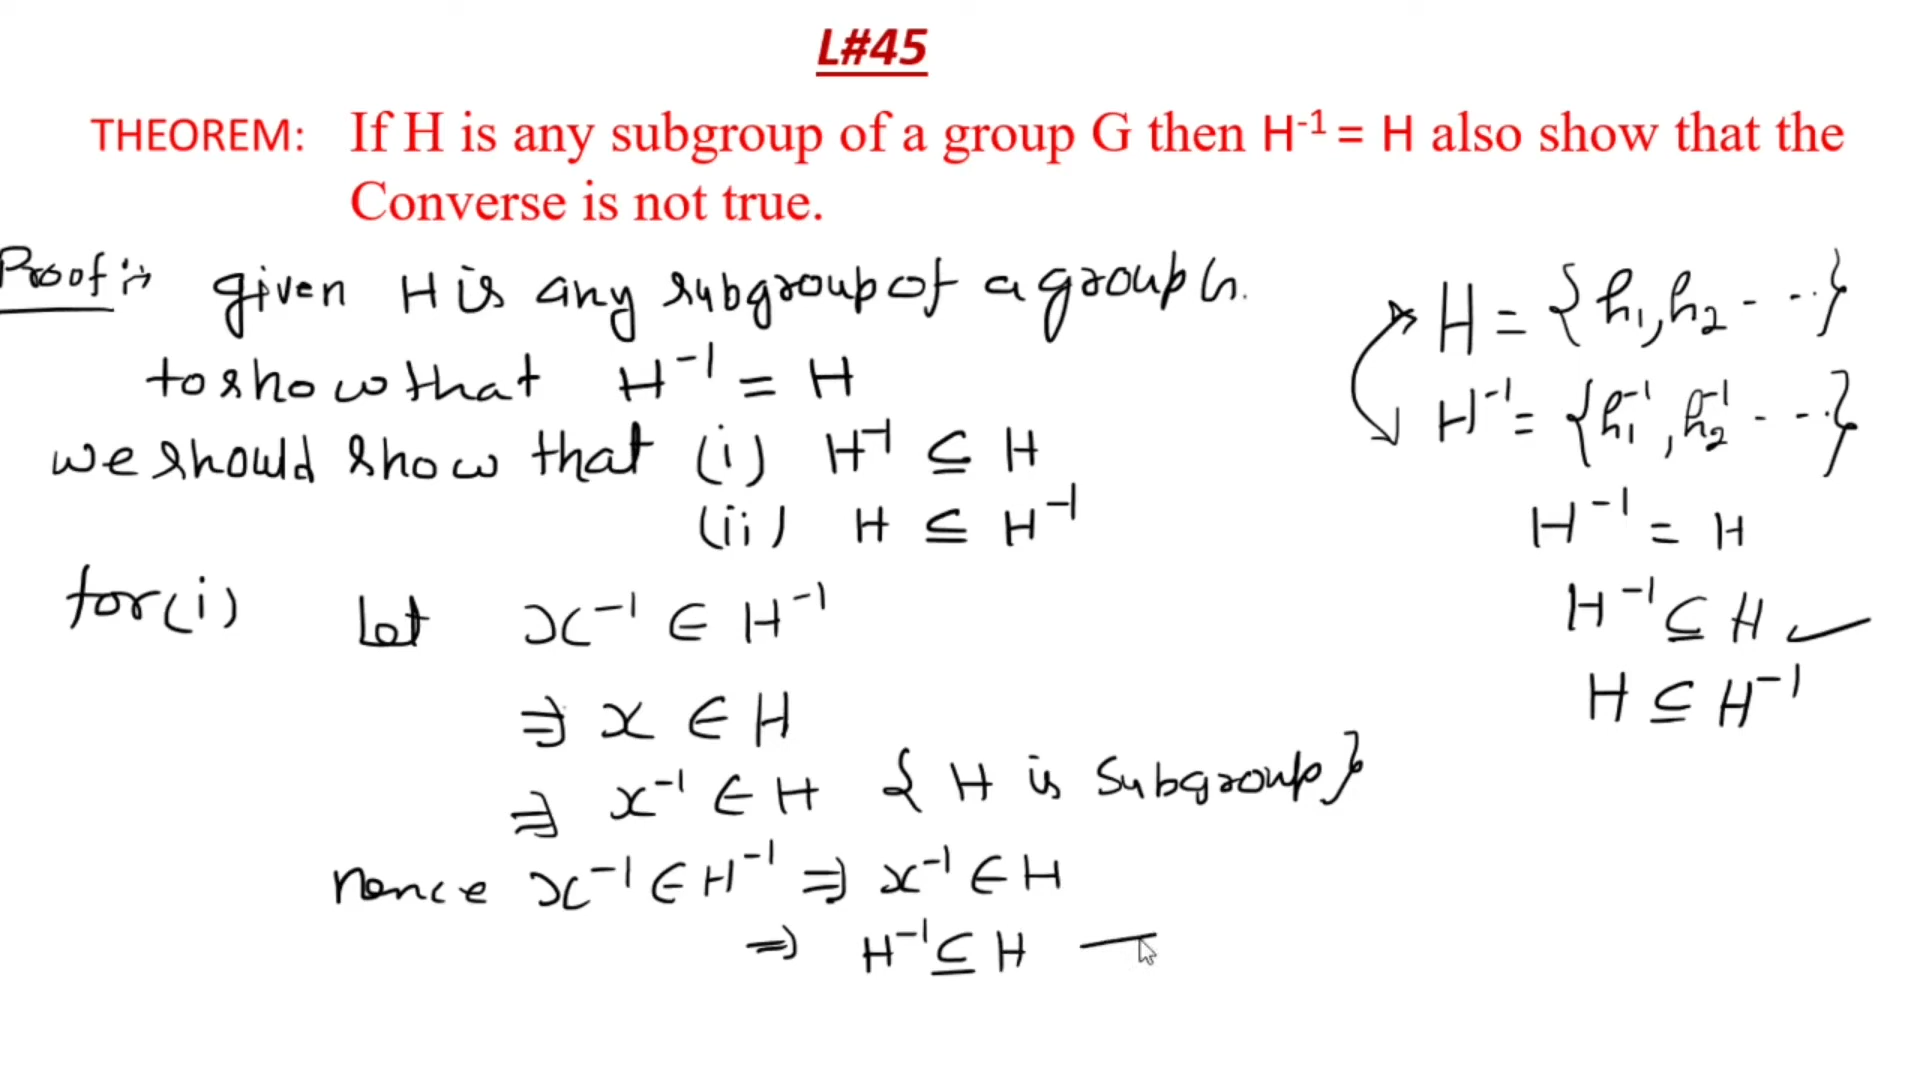 L#45
THEOREM: If H is any subgroup of a group G then H⁻¹ = H also show that the
Converse is not true.
Proof:- given H is any subgroup of a group G.
to show that H⁻¹ = H
we should show that (i) H⁻¹ ⊆ H
(ii) H ⊆ H⁻¹
for (i) Let x⁻¹ ∈ H⁻¹
⇒ x ∈ H
⇒ x⁻¹ ∈ H { H is Subgroup }
Hence x⁻¹ ∈ H⁻¹ ⇒ x⁻¹ ∈ H
⇒ H⁻¹ ⊆ H —
H = {h₁, h₂ - - - }
H⁻¹ = {h₁⁻¹, h₂⁻¹ - - - }
H⁻¹ = H
H⁻¹ ⊆ H ✓
H ⊆ H⁻¹